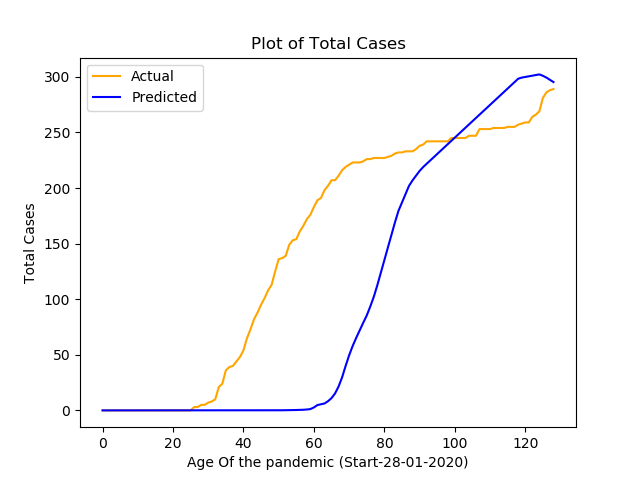 Plot of Total Cases
Actual
Predicted
300
250
200
150
100
50
0
Total Cases
0 20 40 60 80 100 120
Age Of the pandemic (Start-28-01-2020)